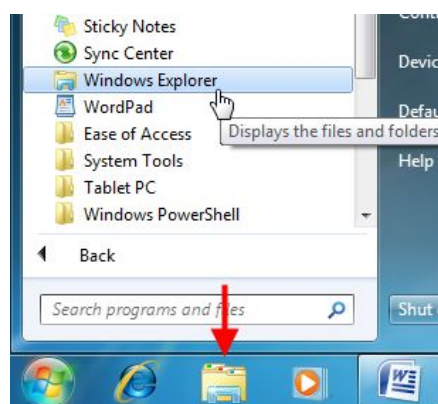 Sticky Notes
Sync Center
Windows Explorer
WordPad
Ease of Access
System Tools
Tablet PC
Windows PowerShell
Back
Search programs and files
Displays the files and folders
Devic
Defau
Help
Shut
W